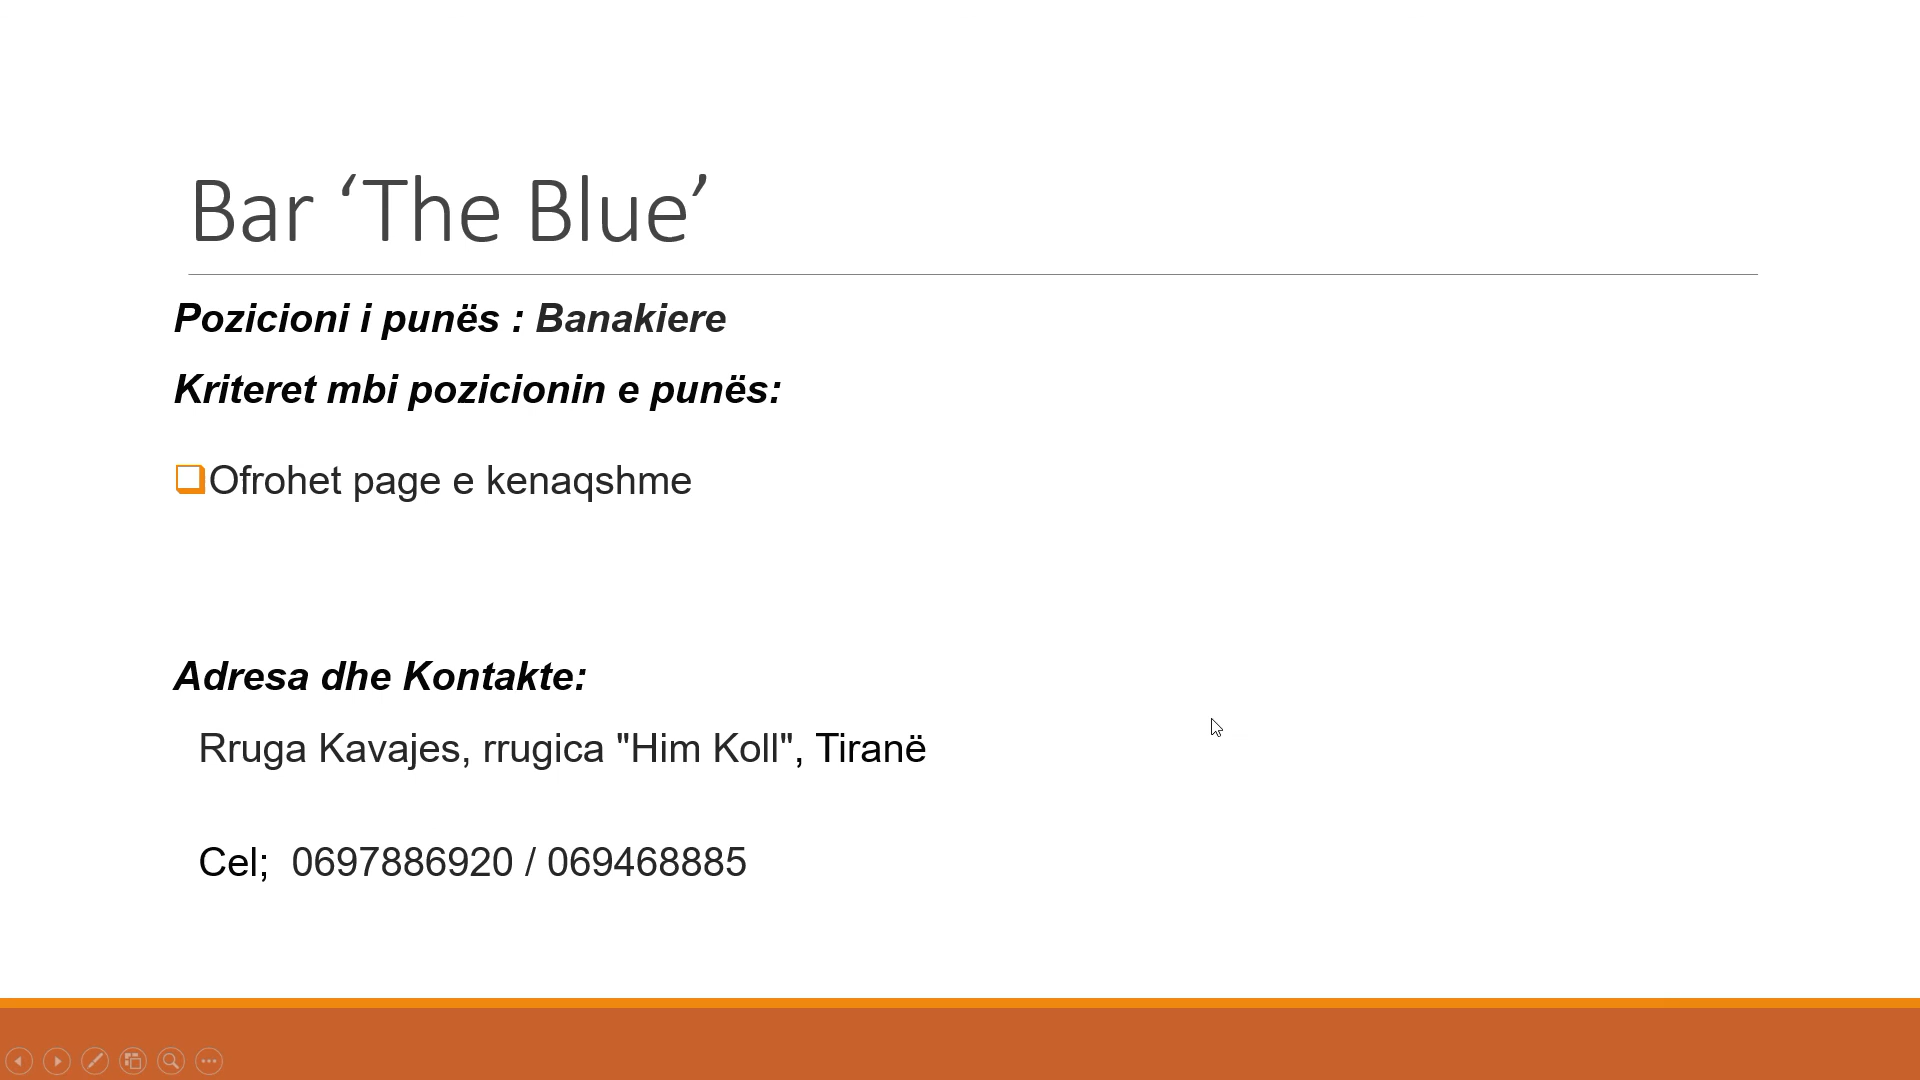 Bar ‘The Blue’
Pozicioni i punës : Banakiere
Kriteret mbi pozicionin e punës:
Ofrohet page e kenaqshme
Adresa dhe Kontakte:
Rruga Kavajes, rrugica "Him Koll", Tiranë
Cel;  0697886920 / 069468885